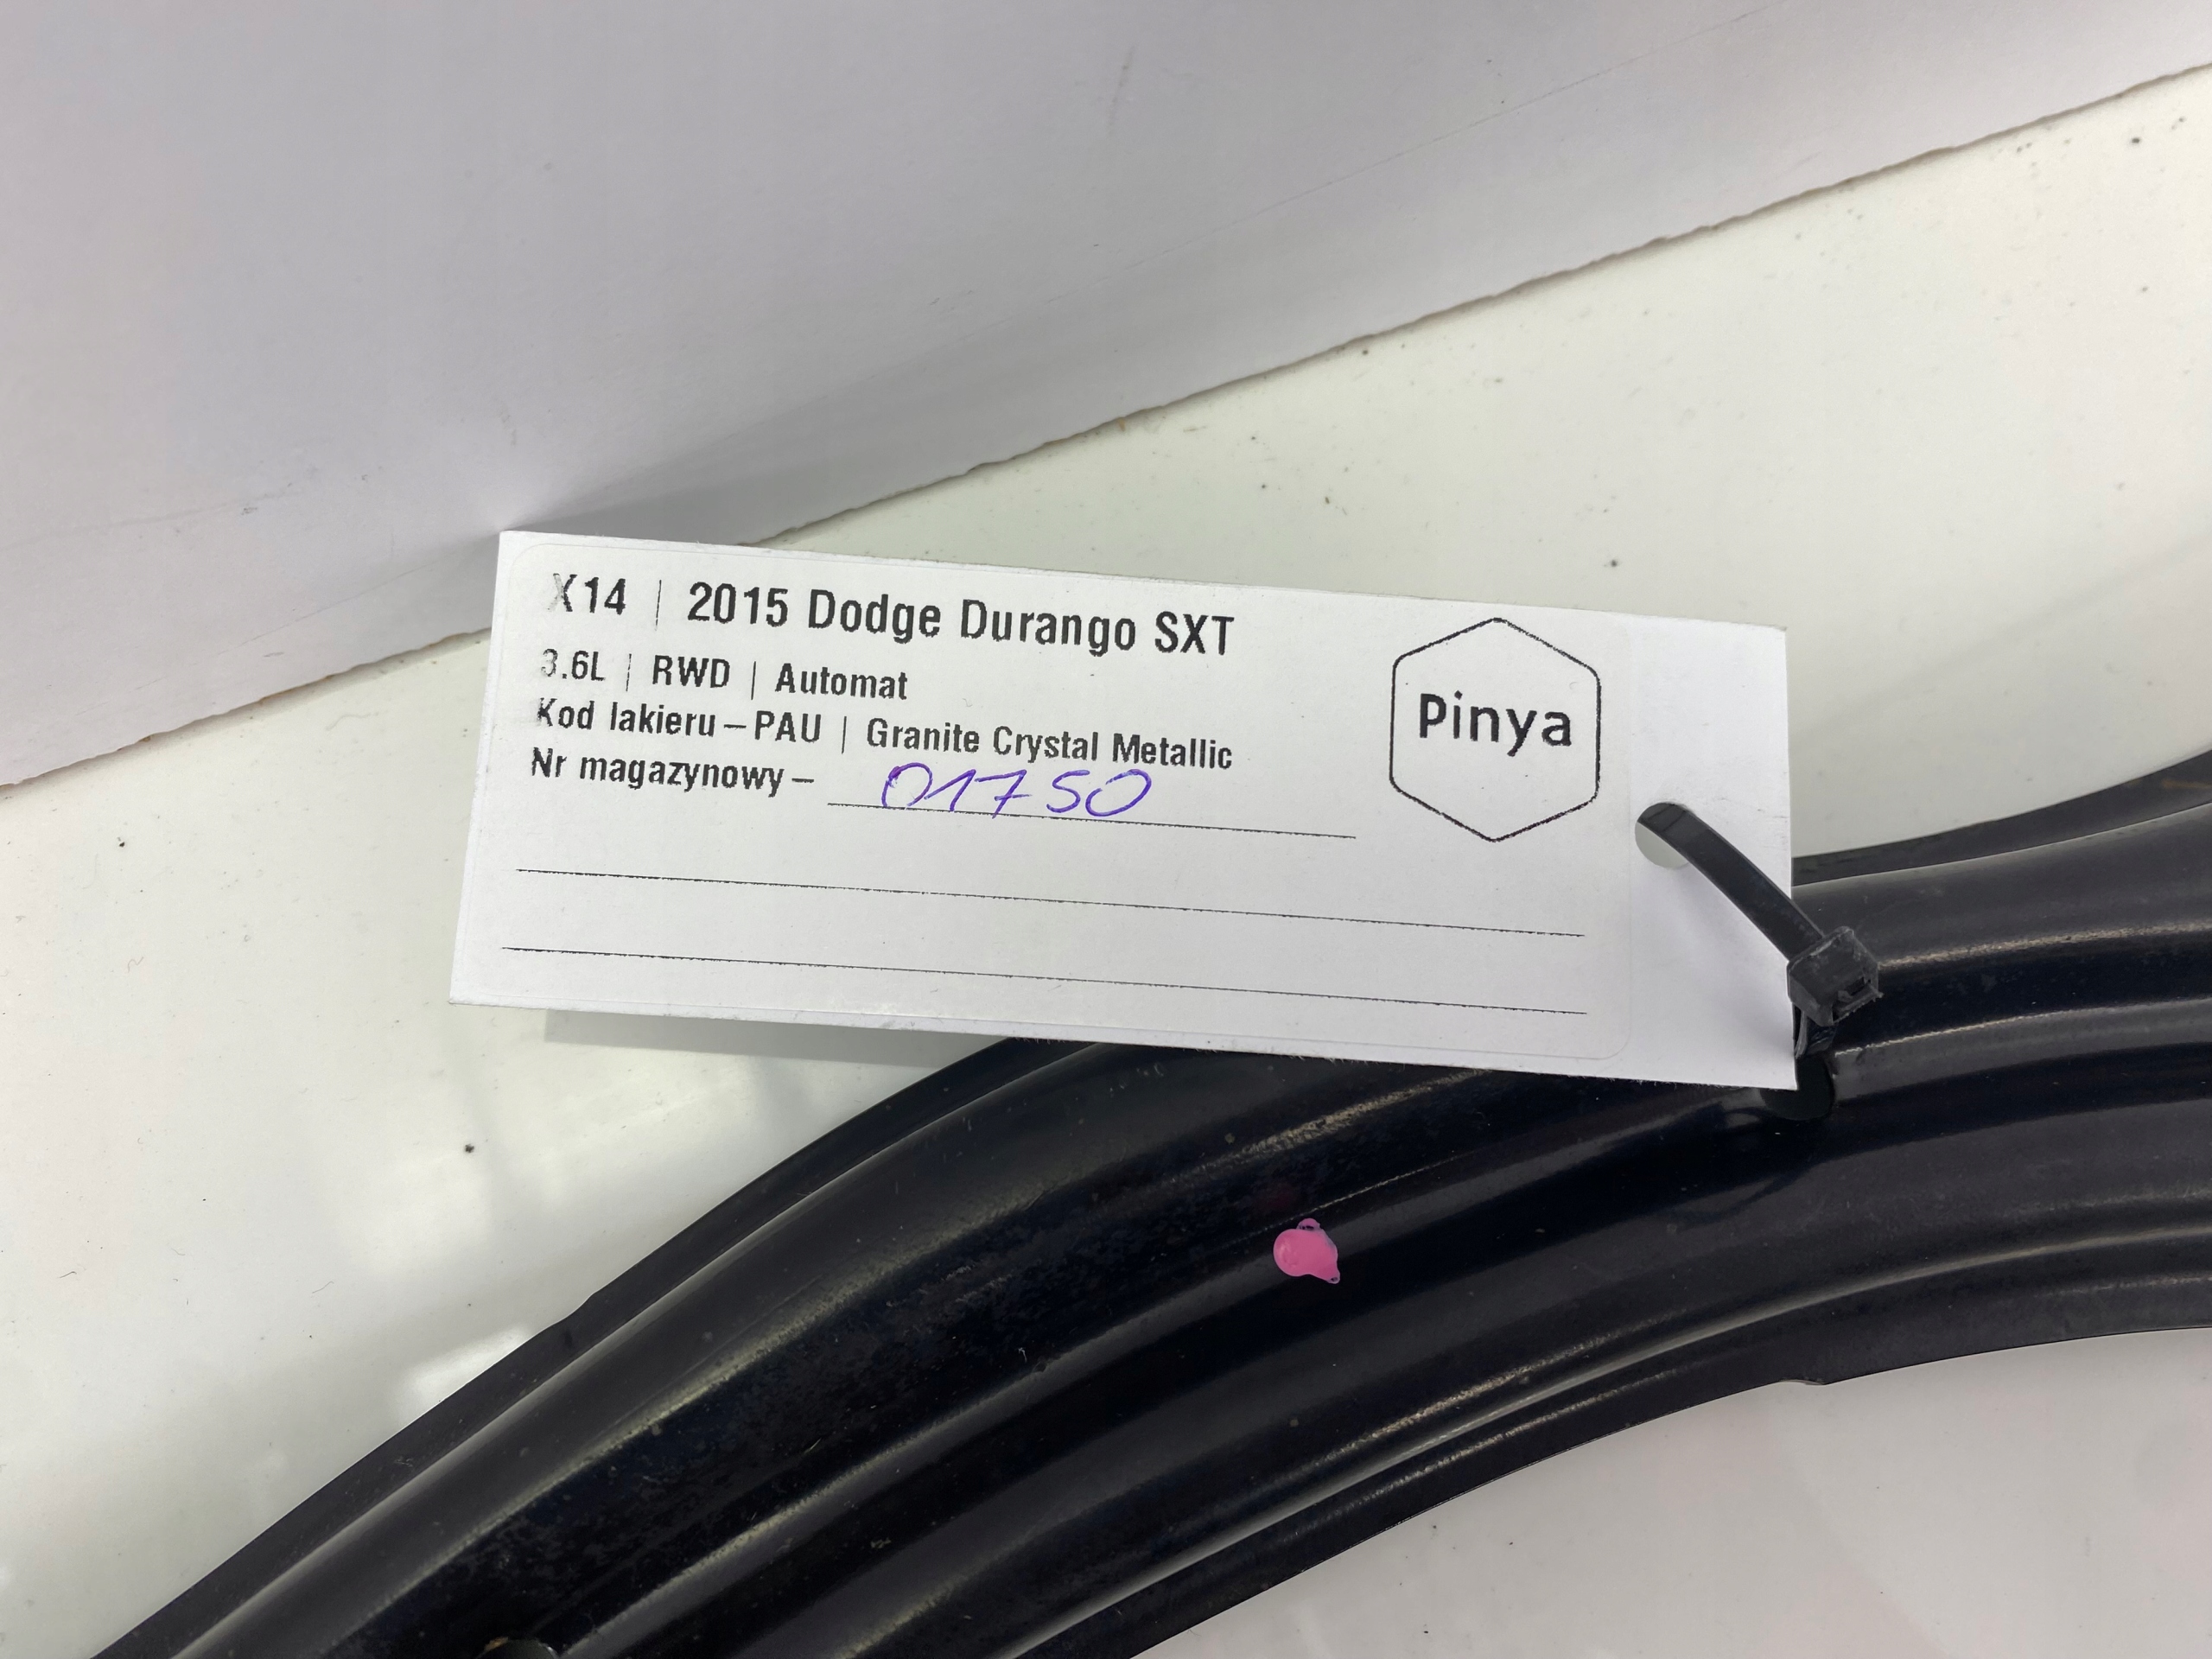 X14 | 2015 Dodge Durango SXT
3.6L | RWD | Automat
Kod lakieru – PAU | Granite Crystal Metallic
Nr magazynowy – 01750
Pinya